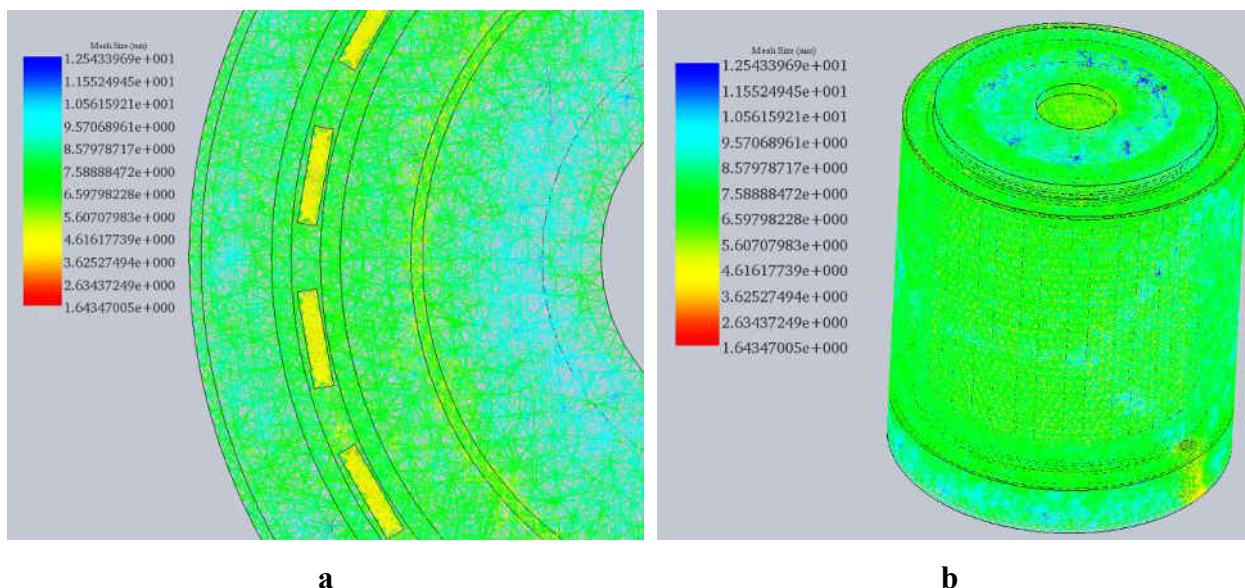 Mesh Size (mm)
1.25433969e+001
1.15524945e+001
1.05615921e+001
9.57068961e+000
8.57978717e+000
7.58888472e+000
6.59798228e+000
5.60707983e+000
4.61617739e+000
3.62527494e+000
2.63437249e+000
1.64347005e+000
Mesh Size (mm)
1.25433969e+001
1.15524945e+001
1.05615921e+001
9.57068961e+000
8.57978717e+000
7.58888472e+000
6.59798228e+000
5.60707983e+000
4.61617739e+000
3.62527494e+000
2.63437249e+000
1.64347005e+000
a
b